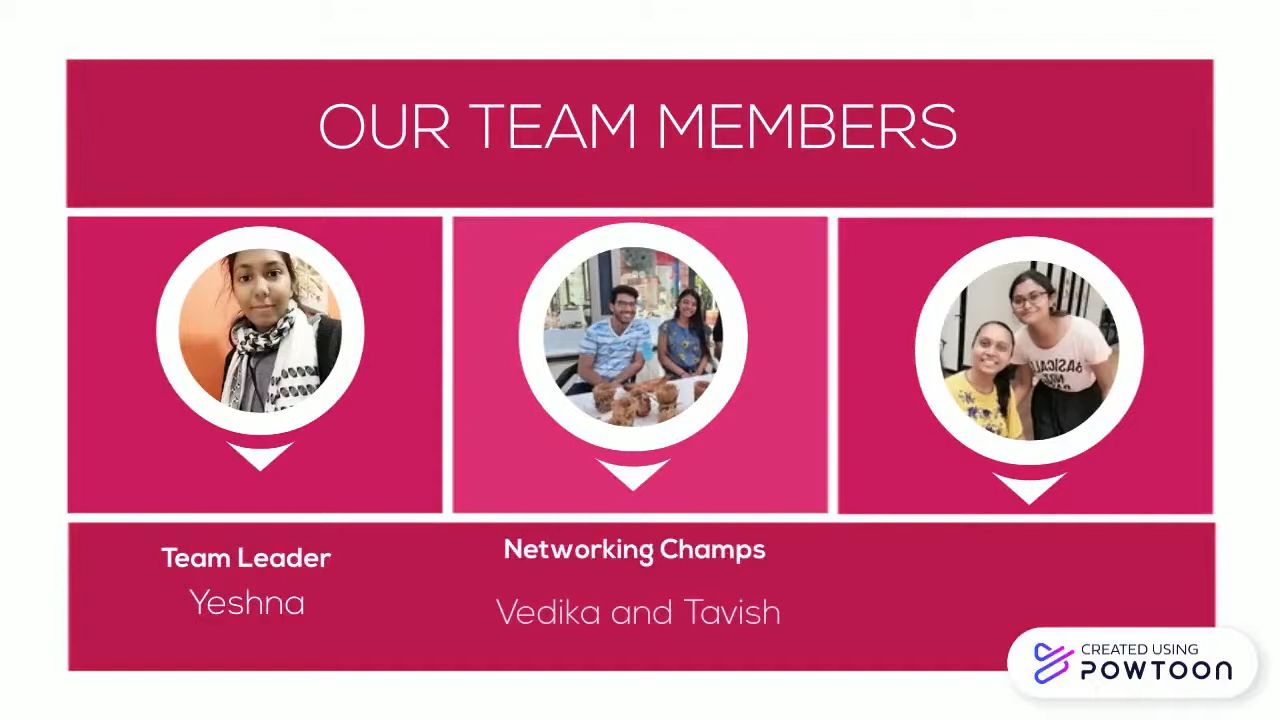 OUR TEAM MEMBERS
Team Leader
Yeshna
Networking Champs
Vedika and Tavish
CREATED USING
POWTOON